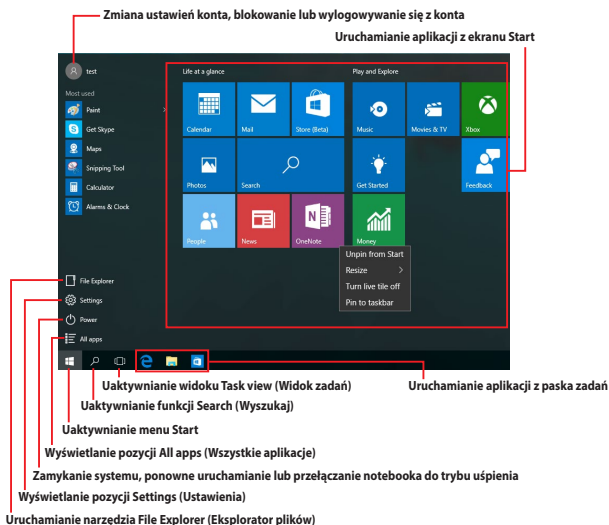 Zmiana ustawień konta, blokowanie lub wylogowywanie się z konta
Uruchamianie aplikacji z ekranu Start
test
Most used
Paint
Get Skype
Maps
Snipping Tool
Calculator
Alarms & Clock
File Explorer
Settings
Power
All apps
Life at a glance
Calendar
Mail
Store (Beta)
Photos
Search
People
News
OneNote
Play and Explore
Music
Movies & TV
Xbox
Get Started
Feedback
Money
Unpin from Start
Resize
Turn live tile off
Pin to taskbar
Uaktywnianie widoku Task view (Widok zadań)
Uruchamianie aplikacji z paska zadań
Uaktywnianie funkcji Search (Wyszukaj)
Uaktywnianie menu Start
Wyświetlanie pozycji All apps (Wszystkie aplikacje)
Zamykanie systemu, ponowne uruchamianie lub przełączanie notebooka do trybu uśpienia
Wyświetlanie pozycji Settings (Ustawienia)
Uruchamianie narzędzia File Explorer (Eksplorator plików)